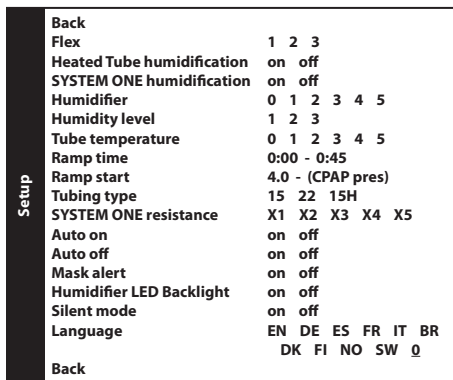 Setup
Back
Flex 1 2 3
Heated Tube humidification on off
SYSTEM ONE humidification on off
Humidifier 0 1 2 3 4 5
Humidity level 1 2 3
Tube temperature 0 1 2 3 4 5
Ramp time 0:00 - 0:45
Ramp start 4.0 - (CPAP pres)
Tubing type 15 22 15H
SYSTEM ONE resistance X1 X2 X3 X4 X5
Auto on on off
Auto off on off
Mask alert on off
Humidifier LED Backlight on off
Silent mode on off
Language EN DE ES FR IT BR
DK FI NO SW 0
Back